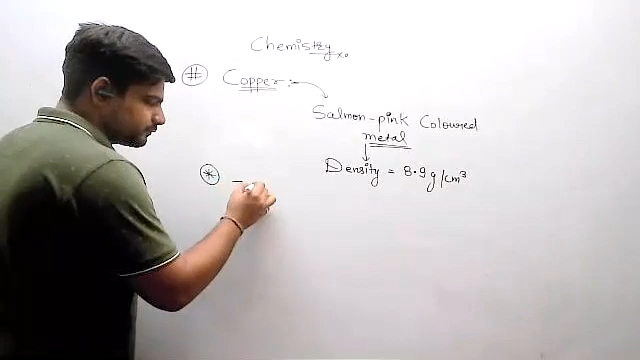 Chemistry
# Copper :-
Salmon-pink Coloured
metal
Density = 8.9 g/cm³
*